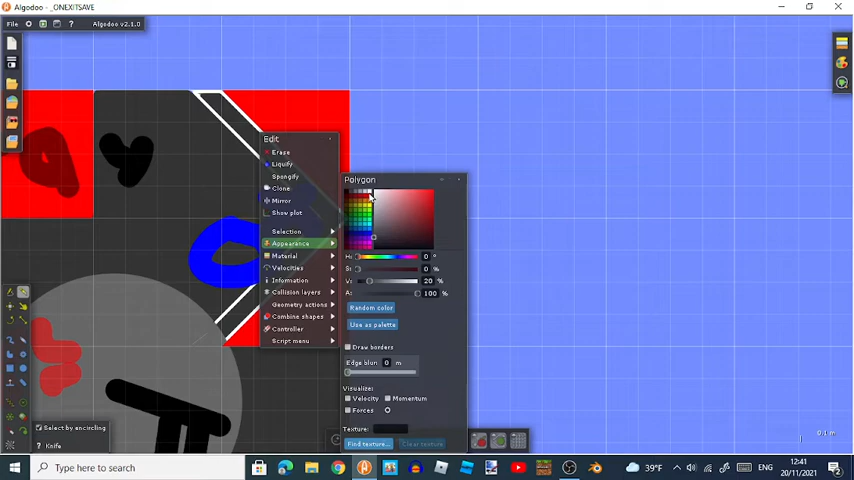 Algodoo - _ONEXITSAVE
File ? Algodoo v2.1.0
Edit
Erase
Liquify
Spongify
Clone
Mirror
Show plot
Selection
Appearance
Material
Velocities
Information
Collision layers
Geometry actions
Combine shapes
Controller
Script menu
Polygon
H: 0 °
S: 0 %
V: 20 %
A: 100 %
Random color
Use as palette
Draw borders
Edge blur: 0 m
Visualize:
Velocity Momentum
Forces
Texture:
Find texture... Clear texture
Select by encircling
Knife
0.1 m
Type here to search
39°F ENG 12:41
20/11/2021
2